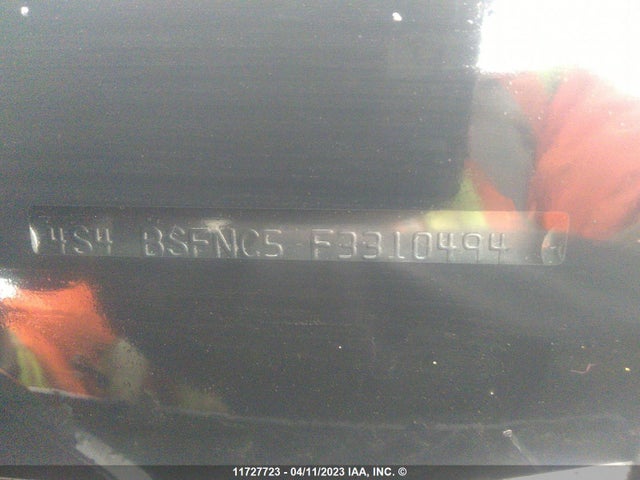 4S4 BSFNC5 F3310494
11727723 - 04/11/2023 IAA, INC. ©